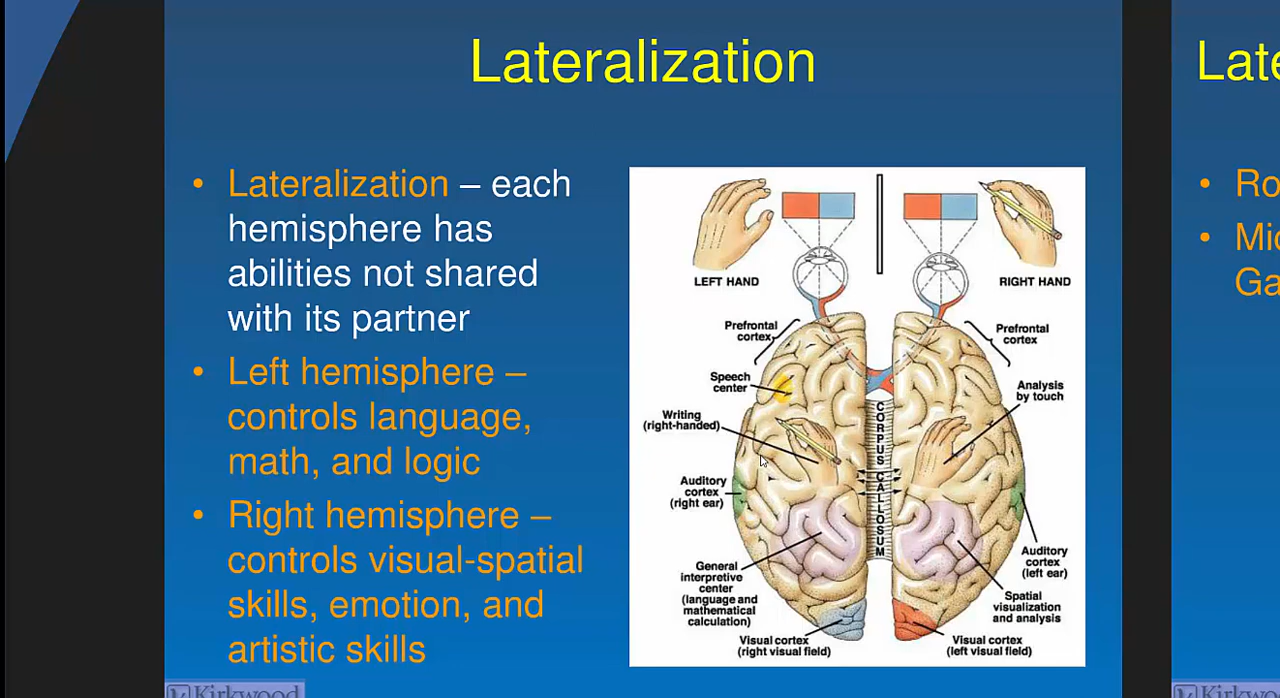 Lateralization
• Lateralization – each
hemisphere has
abilities not shared
with its partner
• Left hemisphere –
controls language,
math, and logic
• Right hemisphere –
controls visual-spatial
skills, emotion, and
artistic skills
LEFT HAND
RIGHT HAND
Prefrontal
cortex
Prefrontal
cortex
Speech
center
Analysis
by touch
Writing
(right-handed)
CORPUS CALLOSUM
Auditory
cortex
(right ear)
Auditory
cortex
(left ear)
General
interpretive
center
(language and
mathematical
calculation)
Spatial
visualization
and analysis
Visual cortex
(right visual field)
Visual cortex
(left visual field)
Kirkwood
Late
• Ro
• Mic
Ga
Kirkwood